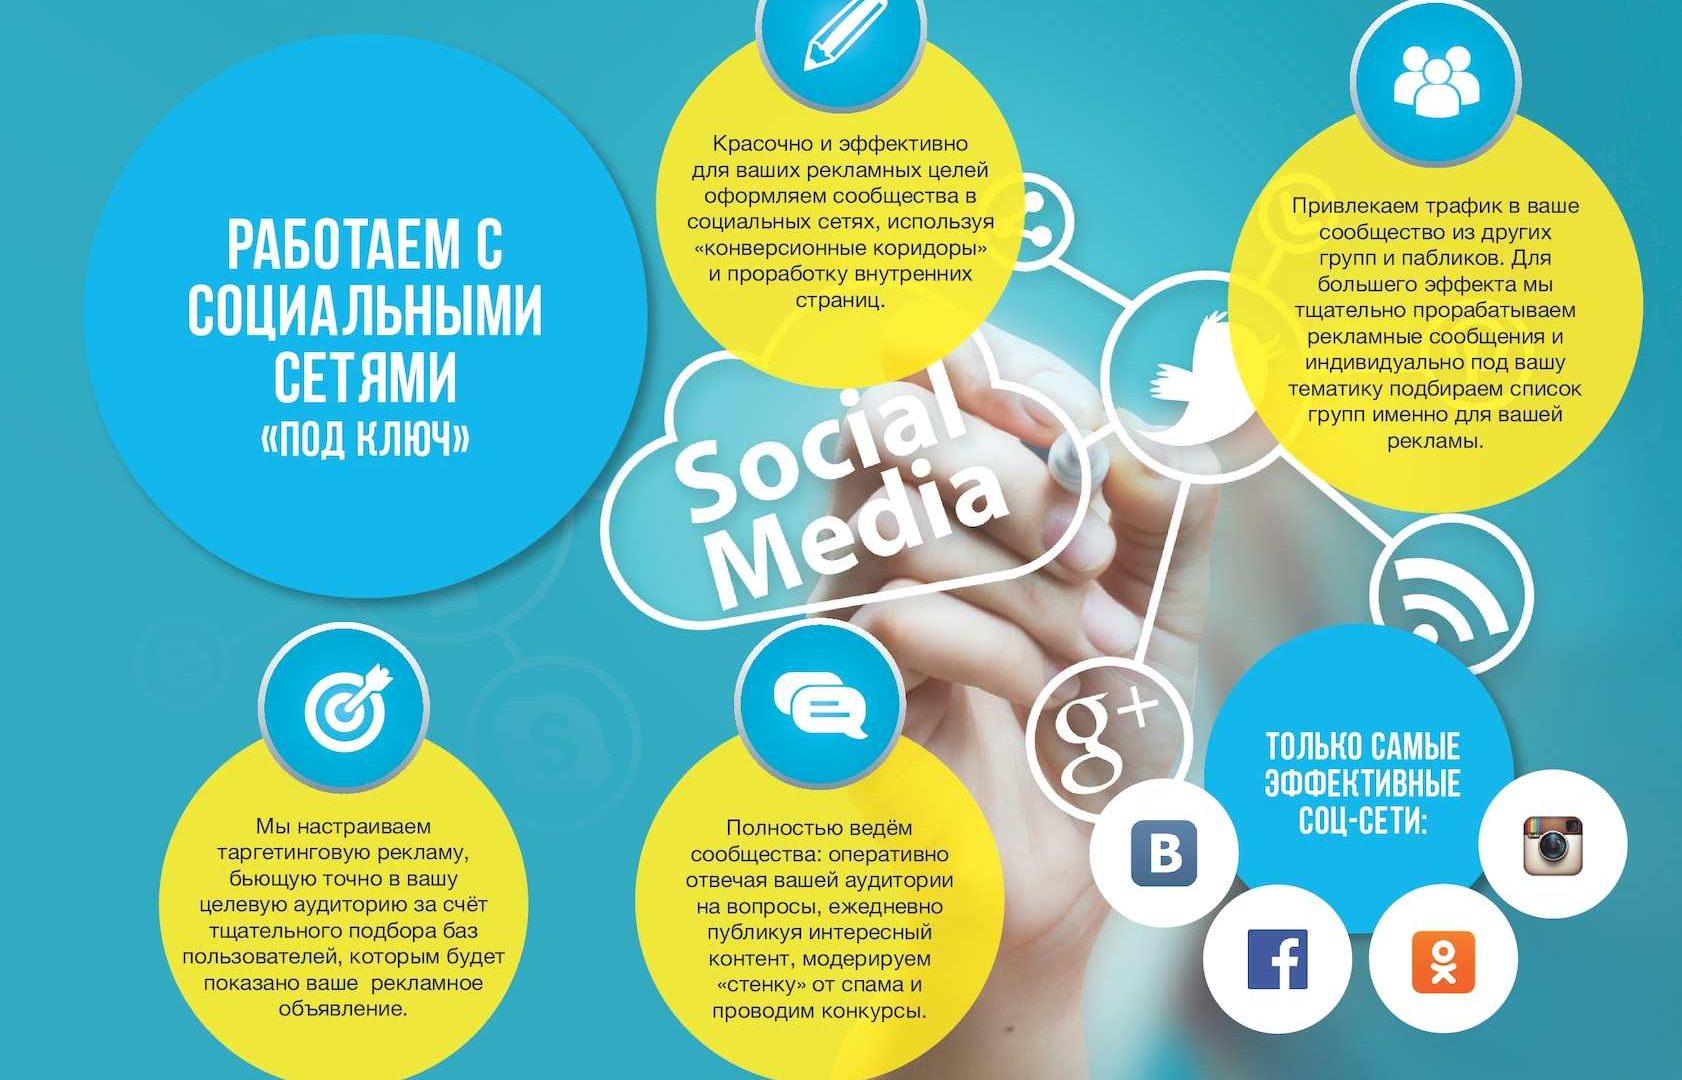 РАБОТАЕМ С
СОЦИАЛЬНЫМИ
СЕТЯМИ
«ПОД КЛЮЧ»
Красочно и эффективно
для ваших рекламных целей
оформляем сообщества в
социальных сетях, используя
«конверсионные коридоры»
и проработку внутренних
страниц.
Привлекаем трафик в ваше
сообщество из других
групп и пабликов. Для
большего эффекта мы
тщательно прорабатываем
рекламные сообщения и
индивидуально под вашу
тематику подбираем список
групп именно для вашей
рекламы.
Social
Media
g+
Мы настраиваем
таргетинговую рекламу,
бьющую точно в вашу
целевую аудиторию за счёт
тщательного подбора баз
пользователей, которым будет
показано ваше рекламное
объявление.
Полностью ведём
сообщества: оперативно
отвечая вашей аудитории
на вопросы, ежедневно
публикуя интересный
контент, модерируем
«стенку» от спама и
проводим конкурсы.
ТОЛЬКО САМЫЕ
ЭФФЕКТИВНЫЕ
СОЦ-СЕТИ:
В
f